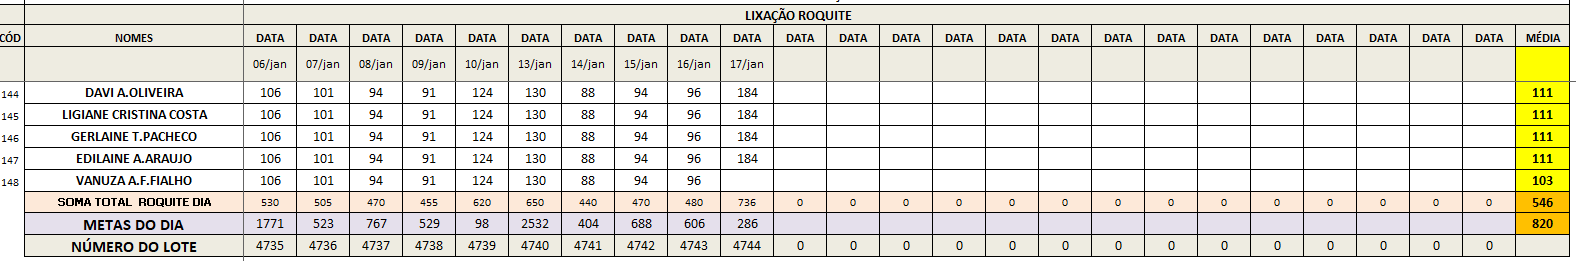 LIXAÇÃO ROQUITE
CÓD NOMES DATA DATA DATA DATA DATA DATA DATA DATA DATA DATA DATA DATA DATA DATA DATA DATA DATA DATA DATA DATA DATA DATA DATA DATA MÉDIA
06/jan 07/jan 08/jan 09/jan 10/jan 13/jan 14/jan 15/jan 16/jan 17/jan
144 DAVI A.OLIVEIRA 106 101 94 91 124 130 88 94 96 184 111
145 LIGIANE CRISTINA COSTA 106 101 94 91 124 130 88 94 96 184 111
146 GERLAINE T.PACHECO 106 101 94 91 124 130 88 94 96 184 111
147 EDILAINE A.ARAUJO 106 101 94 91 124 130 88 94 96 184 111
148 VANUZA A.F.FIALHO 106 101 94 91 124 130 88 94 96 103
SOMA TOTAL ROQUITE DIA 530 505 470 455 620 650 440 470 480 736 0 0 0 0 0 0 0 0 0 0 0 0 0 0 546
METAS DO DIA 1771 523 767 529 98 2532 404 688 606 286 820
NÚMERO DO LOTE 4735 4736 4737 4738 4739 4740 4741 4742 4743 4744 0 0 0 0 0 0 0 0 0 0 0 0 0 0